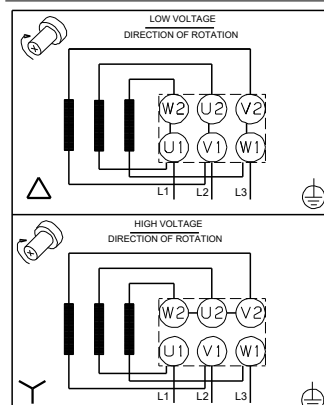 LOW VOLTAGE
DIRECTION OF ROTATION
W2 U2 V2
U1 V1 W1
L1 L2 L3
HIGH VOLTAGE
DIRECTION OF ROTATION
W2 U2 V2
U1 V1 W1
L1 L2 L3